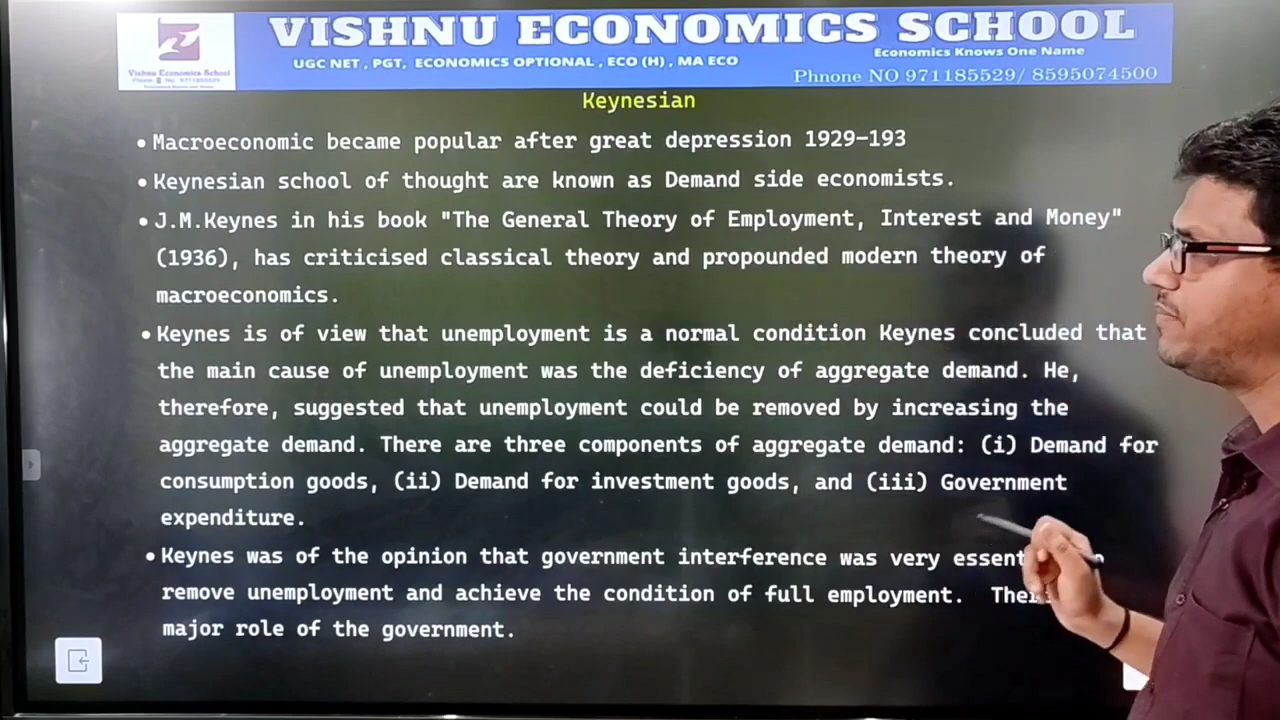 VISHNU ECONOMICS SCHOOL
Economics Knows One Name
UGC NET , PGT, ECONOMICS OPTIONAL , ECO (H) , MA ECO
Phnone NO 971185529/ 8595074500
Vishnu Economics School
Keynesian
• Macroeconomic became popular after great depression 1929-193
• Keynesian school of thought are known as Demand side economists.
• J.M.Keynes in his book "The General Theory of Employment, Interest and Money"
(1936), has criticised classical theory and propounded modern theory of
macroeconomics.
• Keynes is of view that unemployment is a normal condition Keynes concluded that
the main cause of unemployment was the deficiency of aggregate demand. He,
therefore, suggested that unemployment could be removed by increasing the
aggregate demand. There are three components of aggregate demand: (i) Demand for
consumption goods, (ii) Demand for investment goods, and (iii) Government
expenditure.
• Keynes was of the opinion that government interference was very
remove unemployment and achieve the condition of full employment.
major role of the government.